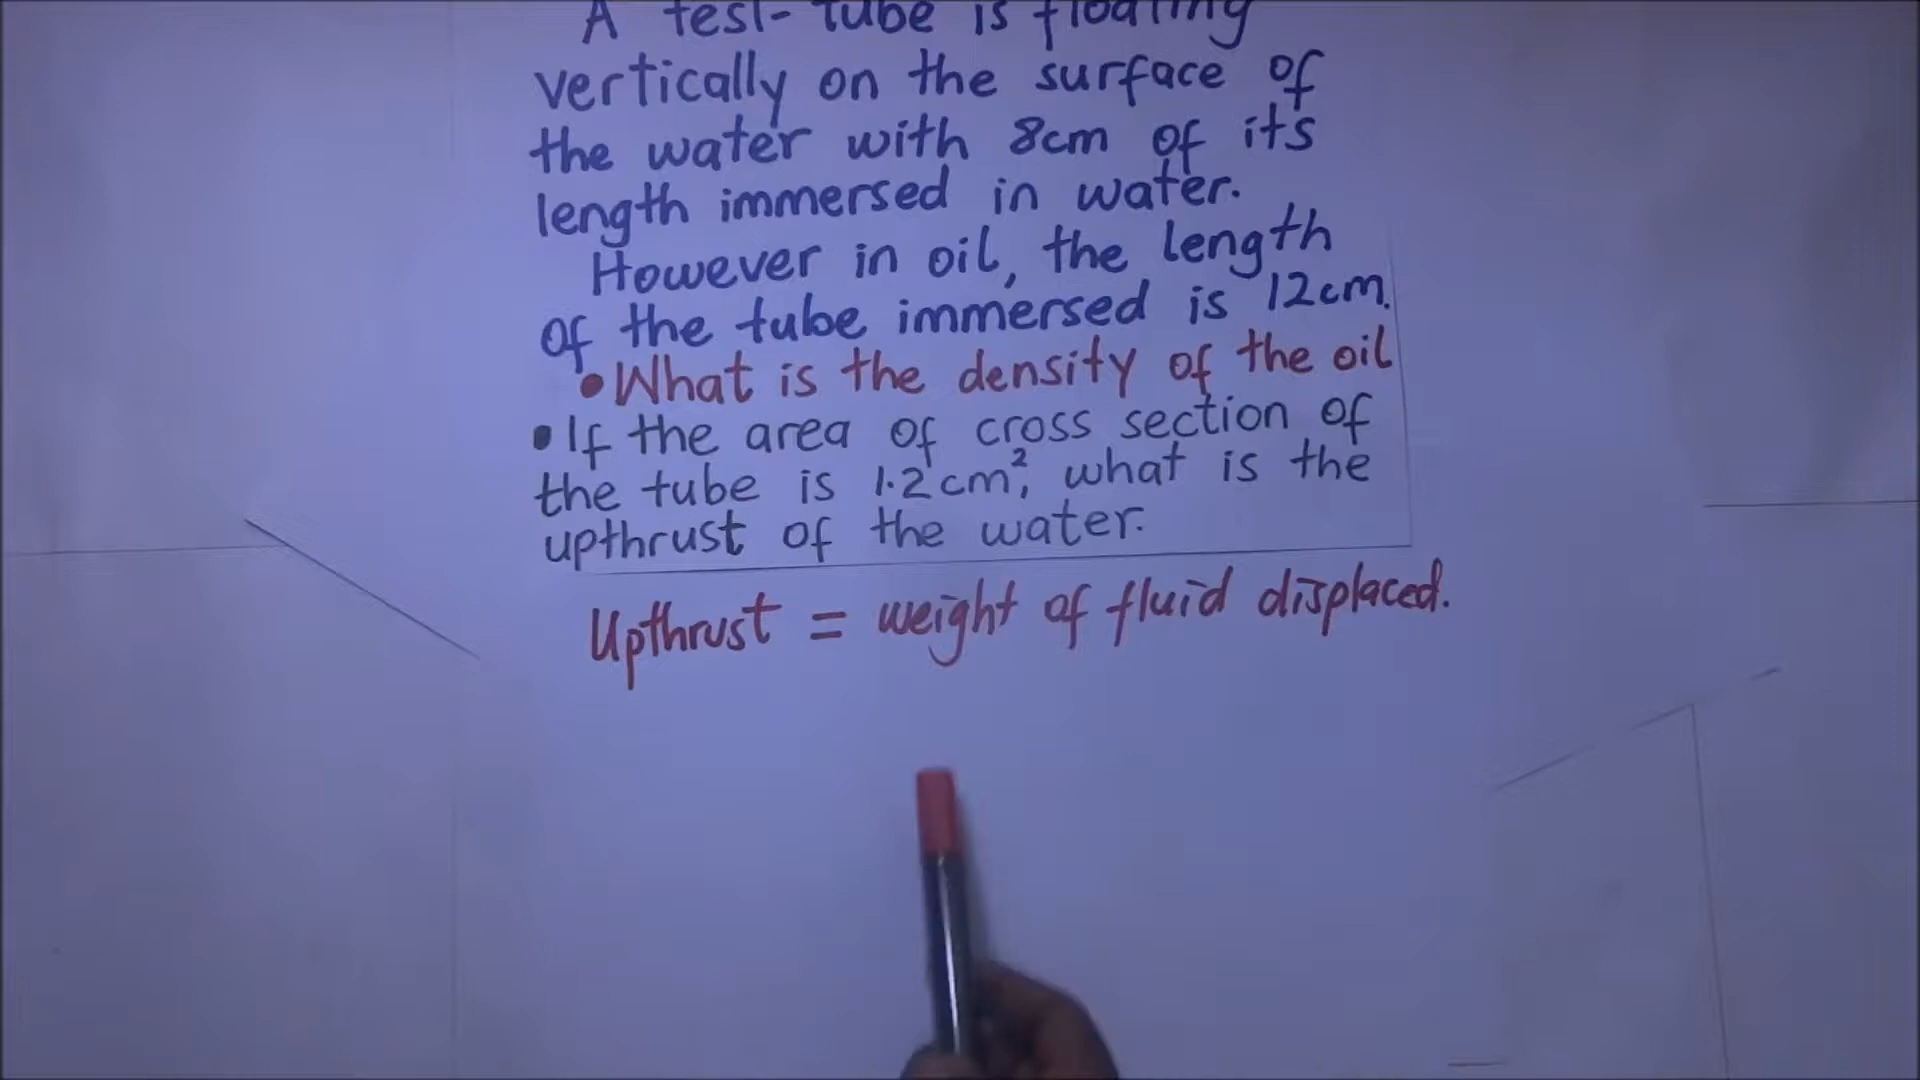 A test-tube is floating
vertically on the surface of
the water with 8cm of its
length immersed in water.
However in oil, the length
of the tube immersed is 12cm.
• What is the density of the oil
• If the area of cross section of
the tube is 1.2cm², what is the
upthrust of the water.
Upthrust = weight of fluid displaced.